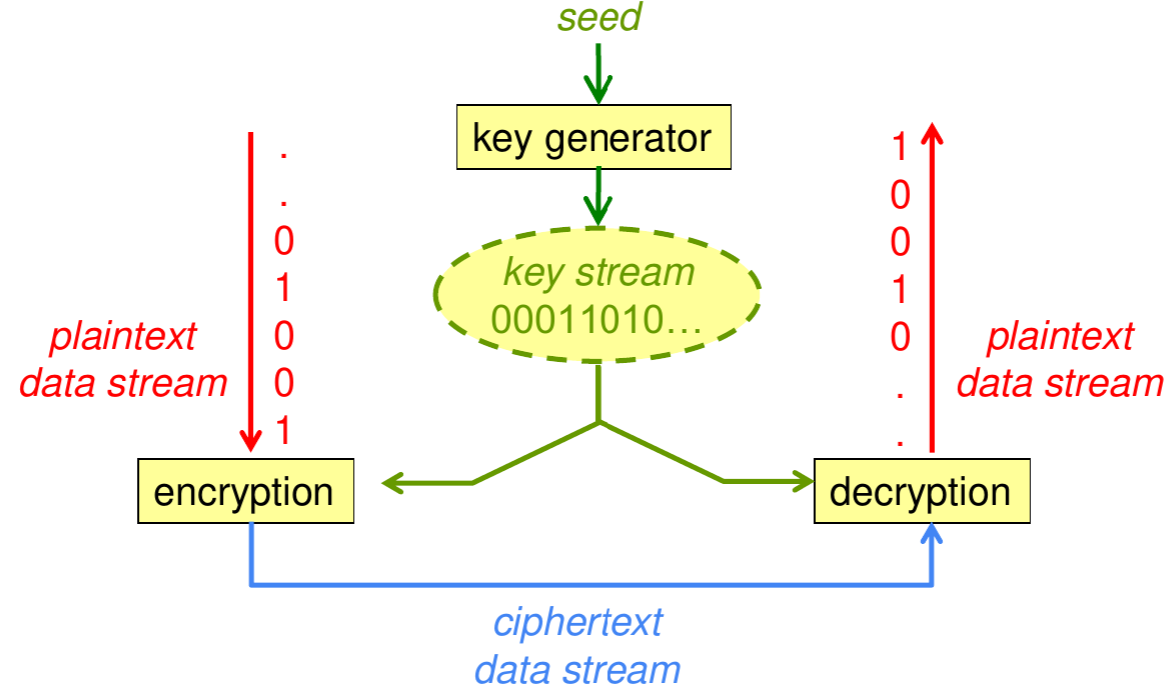 seed
key generator
key stream
00011010...
.
.
0
1
0
0
1
plaintext
data stream
1
0
0
1
0
.
.
plaintext
data stream
encryption
decryption
ciphertext
data stream